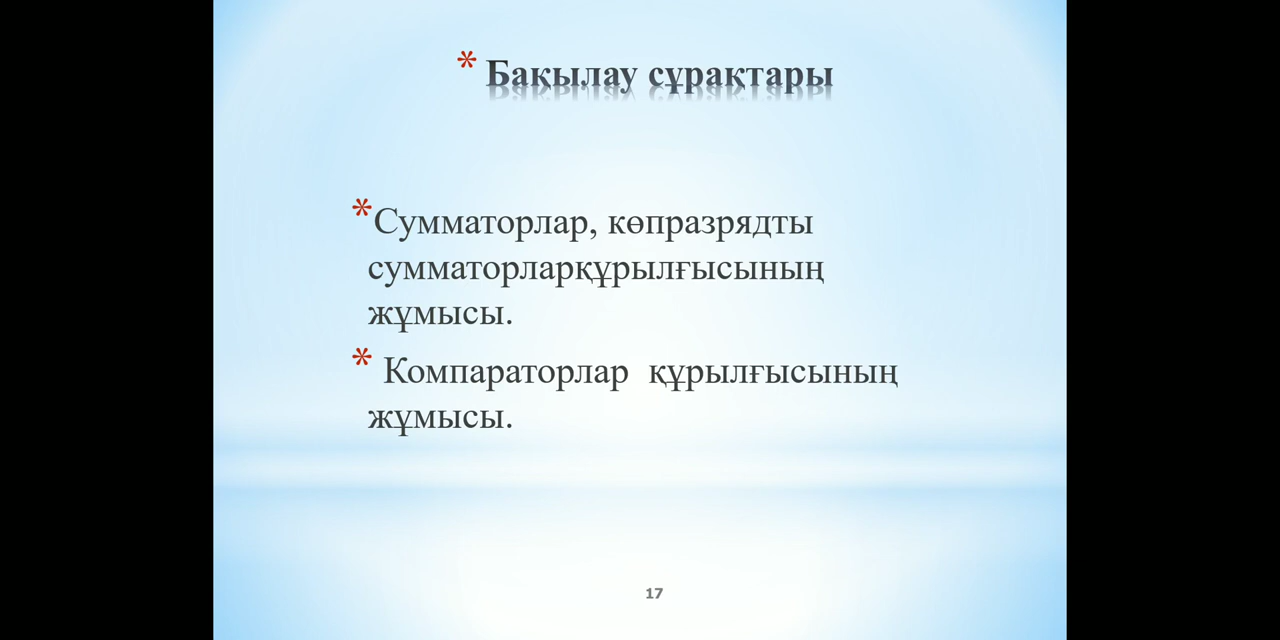 * Бақылау сұрақтары
*Сумматорлар, көпразрядты
сумматорларқұрылғысының
жұмысы.
* Компараторлар құрылғысының
жұмысы.
17